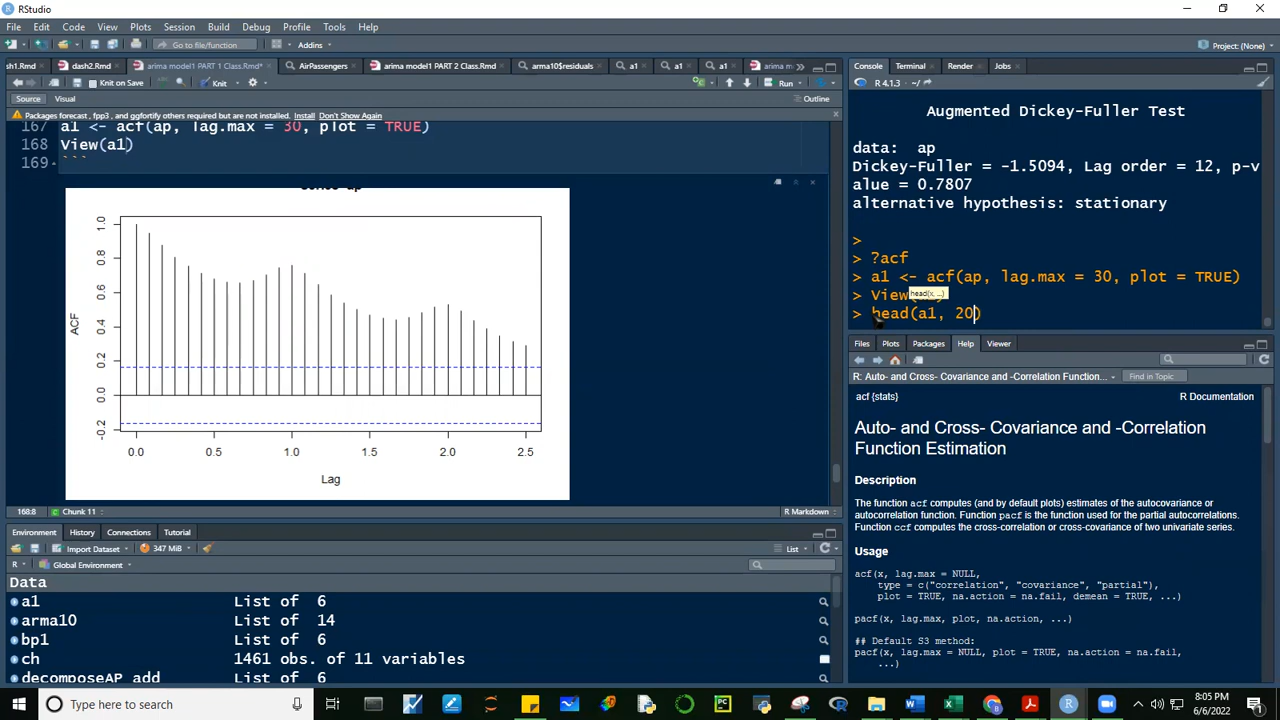 RStudio
File Edit Code View Plots Session Build Debug Profile Tools Help
Go to file/function Addins Project: (None)
sh1.Rmd dash2.Rmd arima model1 PART 1 Class.Rmd* AirPassengers arima model1 PART 2 Class.Rmd arma10$residuals a1 a1 a1 arima m
Knit on Save Knit Run
Source Visual Outline
Packages forecast, fpp3, and ggfortify others required but are not installed. Install Don't Show Again
167 a1 <- acf(ap, lag.max = 30, plot = TRUE)
168 View(a1)
169 ```
ACF
1.0
0.8
0.6
0.4
0.2
0.0
-0.2
0.0 0.5 1.0 1.5 2.0 2.5
Lag
168:8 Chunk 11 R Markdown
Environment History Connections Tutorial
Import Dataset 347 MiB List
R Global Environment
Data
a1 List of 6
arma10 List of 14
bp1 List of 6
ch 1461 obs. of 11 variables
decomposeAP_add
Console Terminal Render Jobs
R 4.1.3 · ~/
Augmented Dickey-Fuller Test
data: ap
Dickey-Fuller = -1.5094, Lag order = 12, p-v
alue = 0.7807
alternative hypothesis: stationary
>
> ?acf
> a1 <- acf(ap, lag.max = 30, plot = TRUE)
> View
head(x, ...)
> head(a1, 20)
Files Plots Packages Help Viewer
R: Auto- and Cross- Covariance and -Correlation Function... Find in Topic
acf {stats} R Documentation
Auto- and Cross- Covariance and -Correlation
Function Estimation
Description
The function acf computes (and by default plots) estimates of the autocovariance or
autocorrelation function. Function pacf is the function used for the partial autocorrelations.
Function ccf computes the cross-correlation or cross-covariance of two univariate series.
Usage
acf(x, lag.max = NULL,
type = c("correlation", "covariance", "partial"),
plot = TRUE, na.action = na.fail, demean = TRUE, ...)
pacf(x, lag.max, plot, na.action, ...)
## Default S3 method:
pacf(x, lag.max = NULL, plot = TRUE, na.action = na.fail,
...)
Type here to search
8:05 PM
6/6/2022